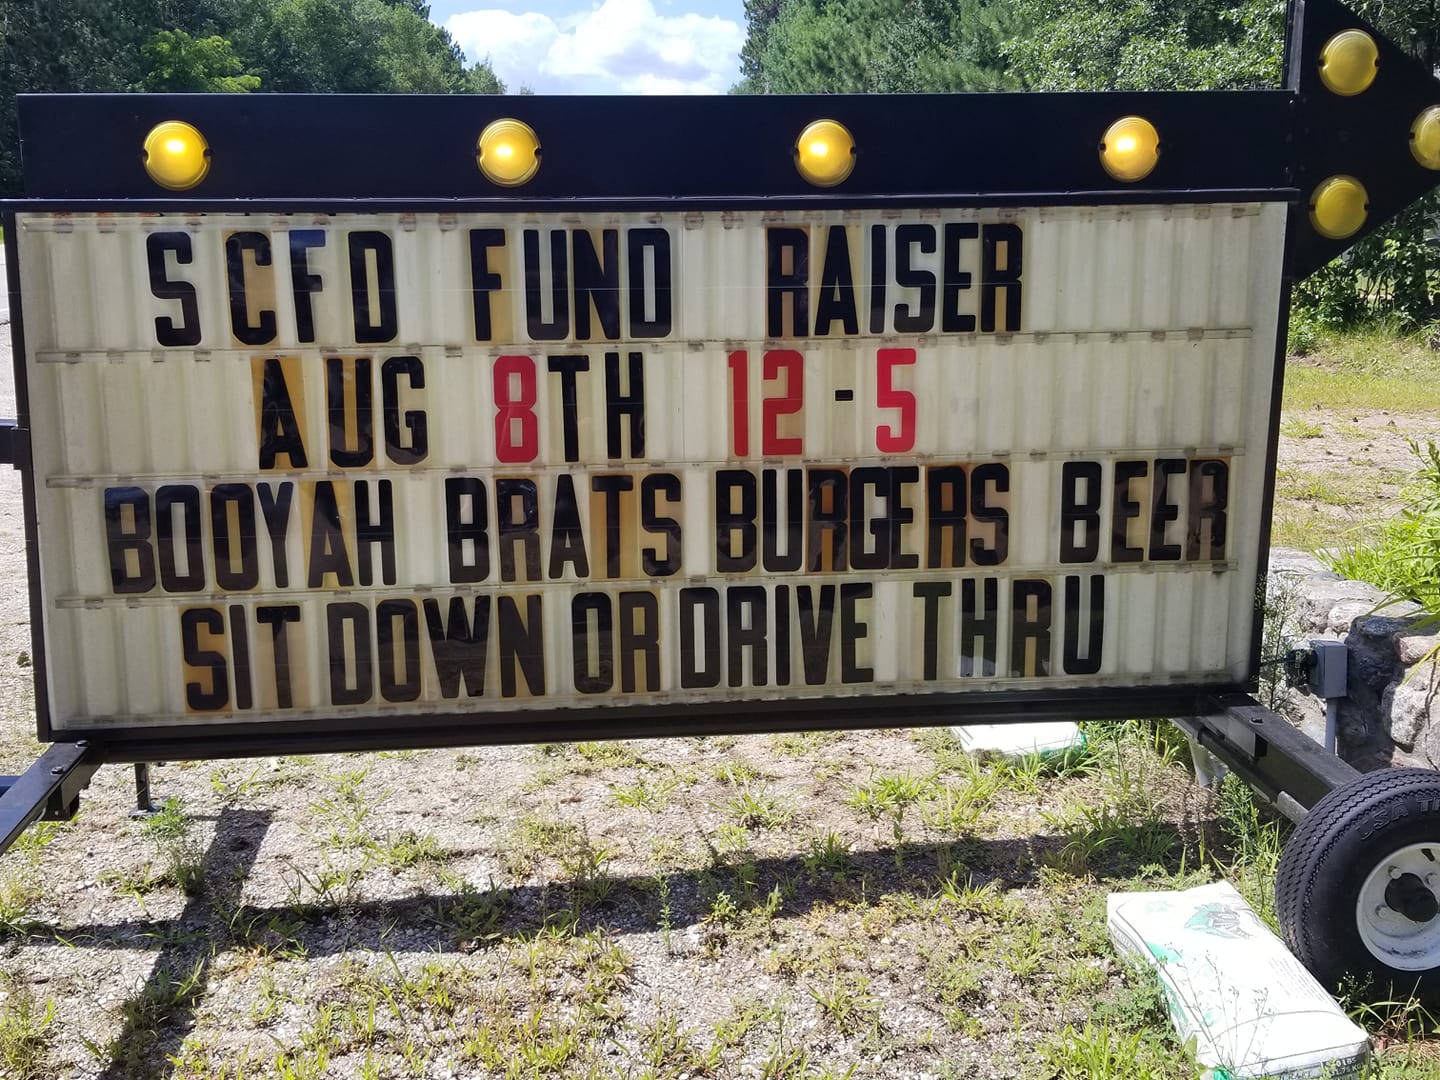 SCFD FUND RAISER
AUG 8TH 12-5
BOOYAH BRATS BURGERS BEER
SIT DOWN OR DRIVE THRU